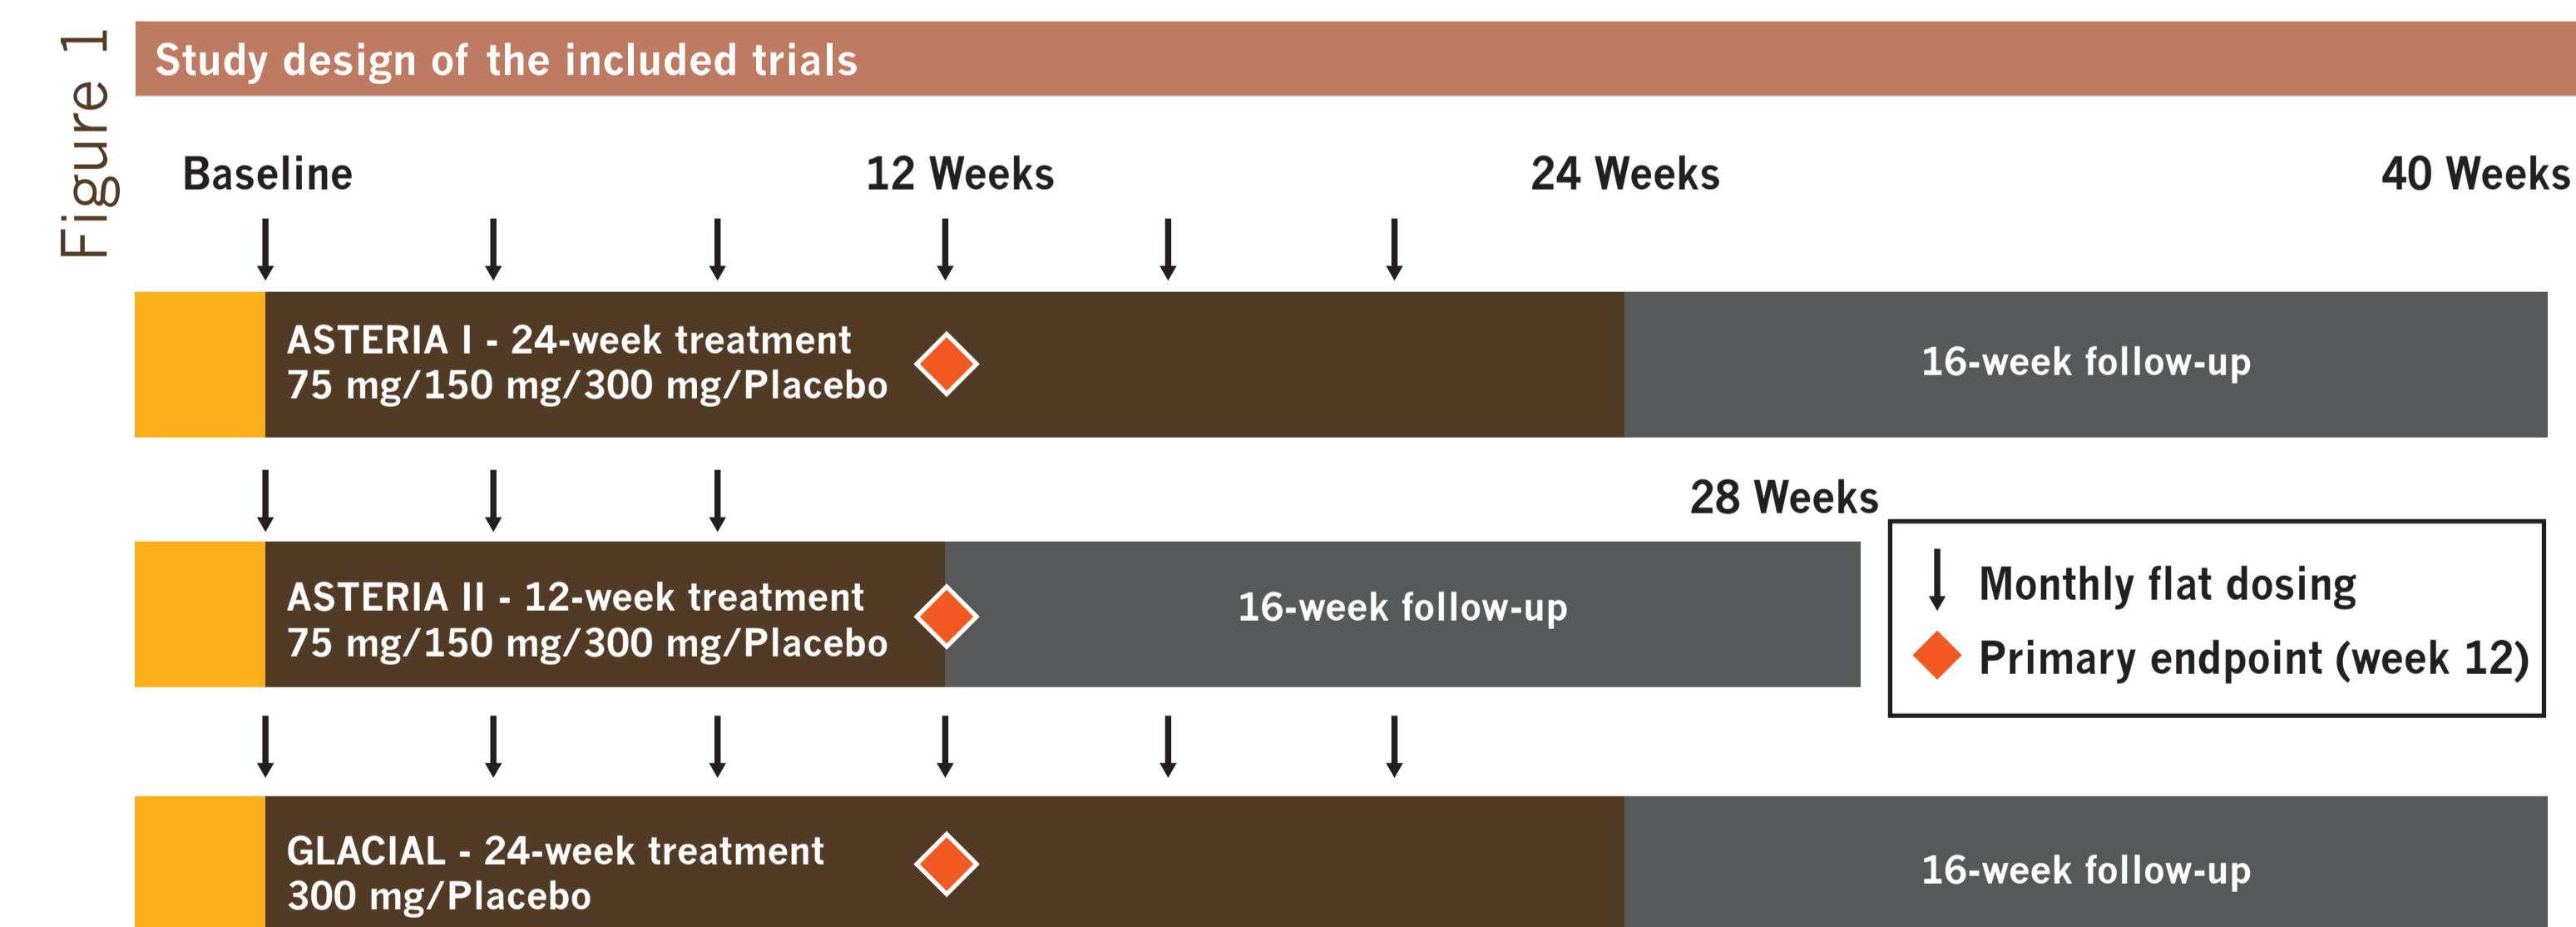 Figure 1
Study design of the included trials
Baseline
12 Weeks
24 Weeks
40 Weeks
ASTERIA I - 24-week treatment
75 mg/150 mg/300 mg/Placebo
16-week follow-up
28 Weeks
ASTERIA II - 12-week treatment
75 mg/150 mg/300 mg/Placebo
16-week follow-up
Monthly flat dosing
Primary endpoint (week 12)
GLACIAL - 24-week treatment
300 mg/Placebo
16-week follow-up